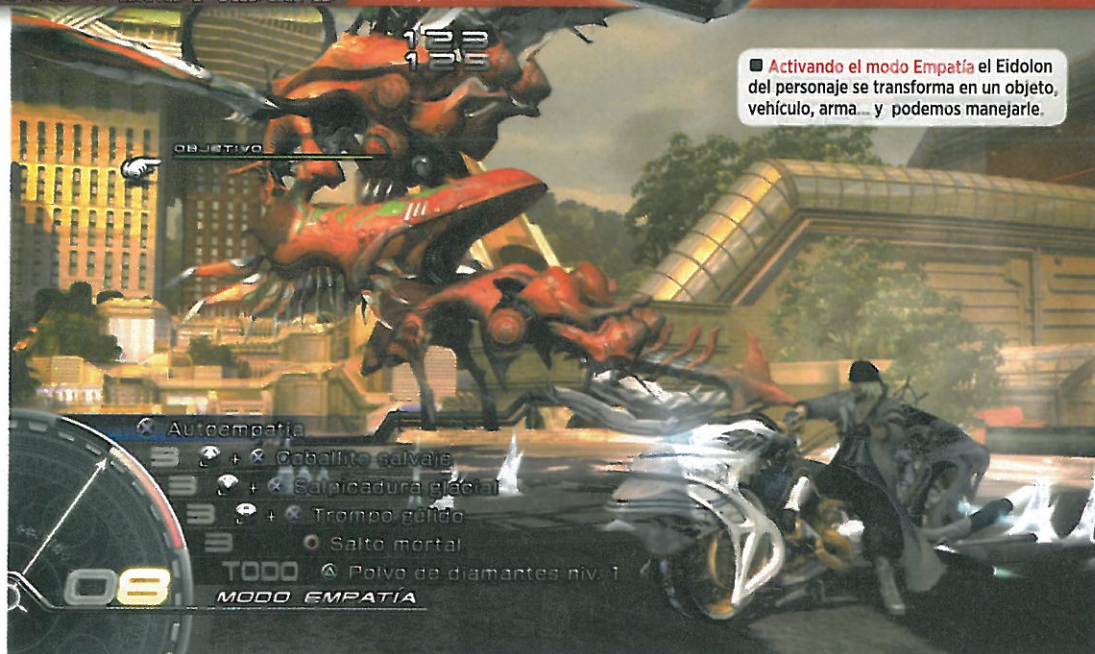 123
125
■ Activando el modo Empatía el Eidolon
del personaje se transforma en un objeto,
vehículo, arma... y podemos manejarle.
OBJETIVO
Autoempatía
3 + Caballito salvaje
3 + Salpicadura glacial
3 + Trompo gélido
3 Salto mortal
TODO Polvo de diamantes niv. 1
08
MODO EMPATÍA